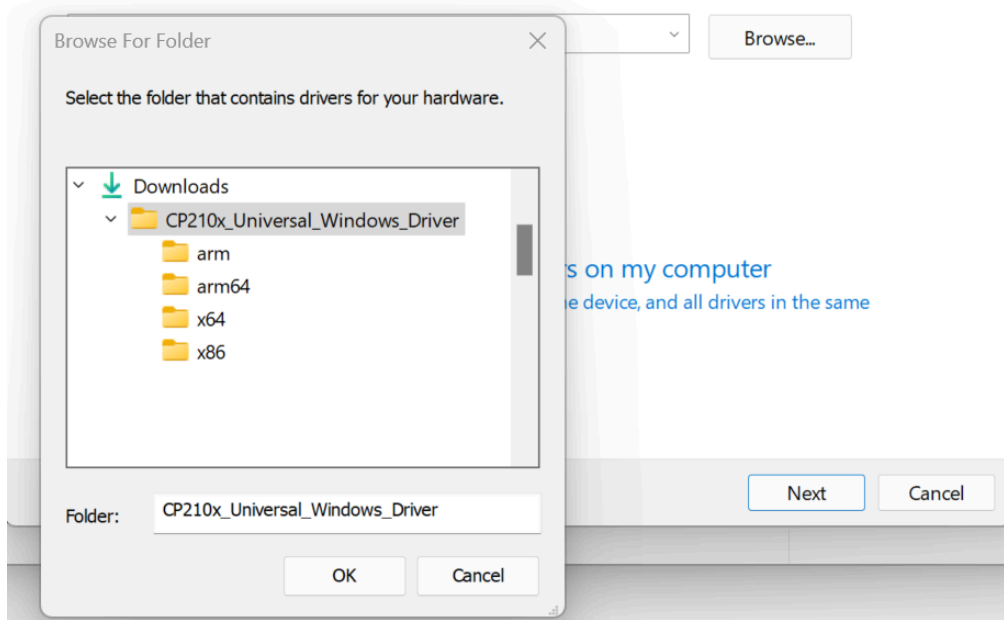 Browse For Folder
Browse...
Select the folder that contains drivers for your hardware.
Downloads
CP210x_Universal_Windows_Driver
arm
arm64
x64
x86
on my computer
device, and all drivers in the same
Folder:
CP210x_Universal_Windows_Driver
OK
Cancel
Next
Cancel